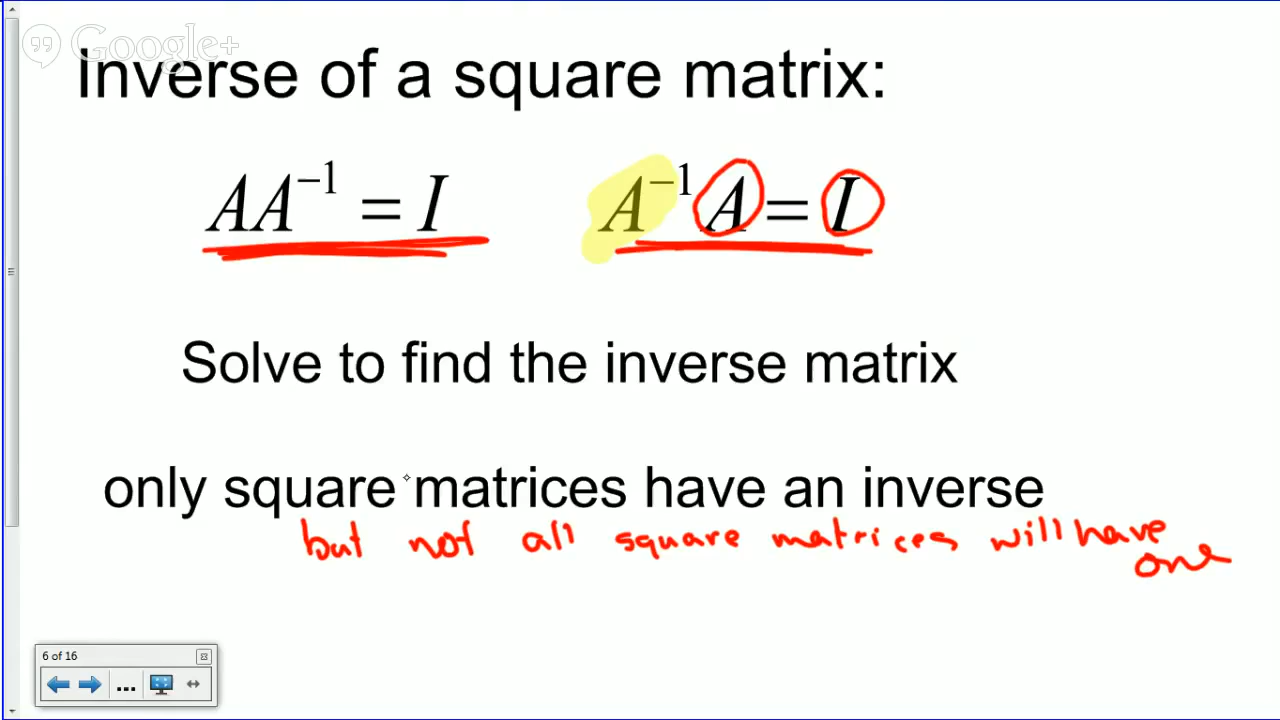 Google+
Inverse of a square matrix:
AA⁻¹ = I    A⁻¹A = I
Solve to find the inverse matrix
only square matrices have an inverse
but not all square matrices will have
one
6 of 16
...